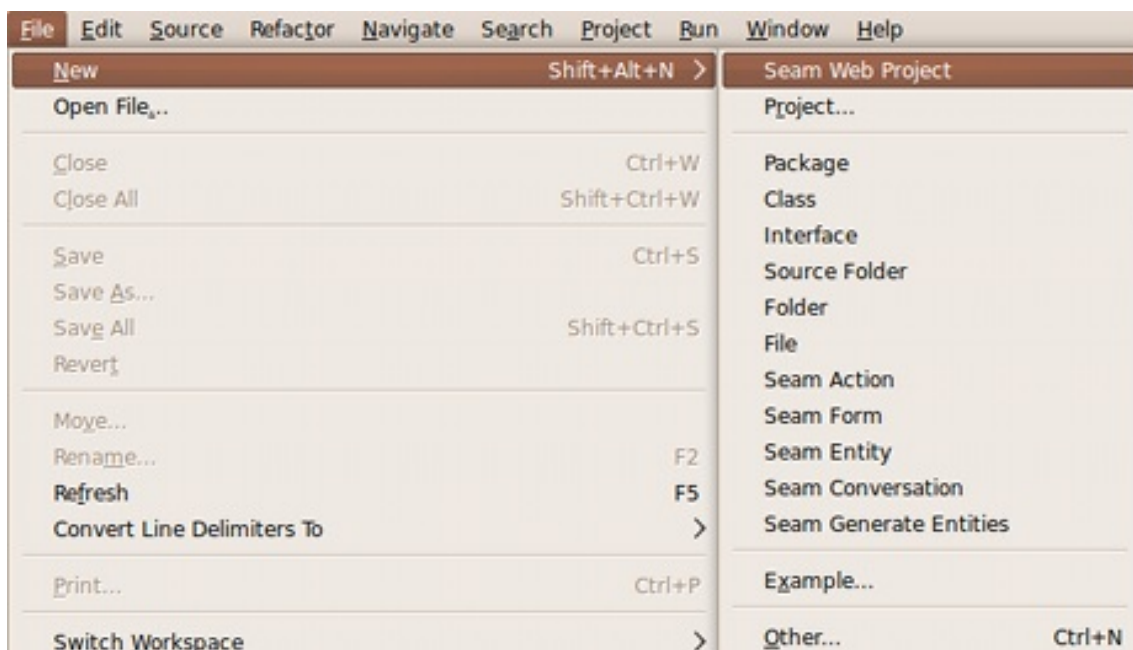 File Edit Source Refactor Navigate Search Project Run Window Help
New Shift+Alt+N >
Open File...
Close Ctrl+W
Close All Shift+Ctrl+W
Save Ctrl+S
Save As...
Save All Shift+Ctrl+S
Revert
Move...
Rename... F2
Refresh F5
Convert Line Delimiters To >
Print... Ctrl+P
Switch Workspace >
Seam Web Project
Project...
Package
Class
Interface
Source Folder
Folder
File
Seam Action
Seam Form
Seam Entity
Seam Conversation
Seam Generate Entities
Example...
Other... Ctrl+N